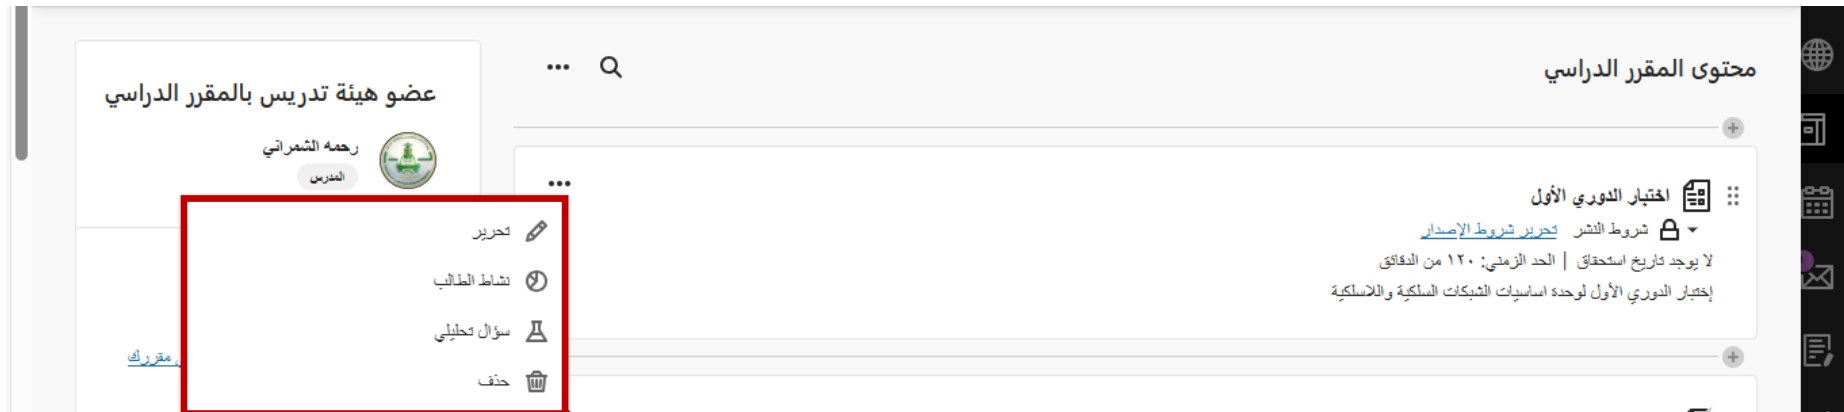 محتوى المقرر الدراسي
اختبار الدوري الأول
شروط النشر تحرير شروط الإصدار
لا يوجد تاريخ استحقاق | الحد الزمني: ١٢٠ من الدقائق
إختبار الدوري الأول لوحدة اساسيات الشبكات السلكية واللاسلكية
عضو هيئة تدريس بالمقرر الدراسي
رحمه الشمراني
المدرس
تحرير
نشاط الطالب
سؤال تحليلي
حذف
مقررك